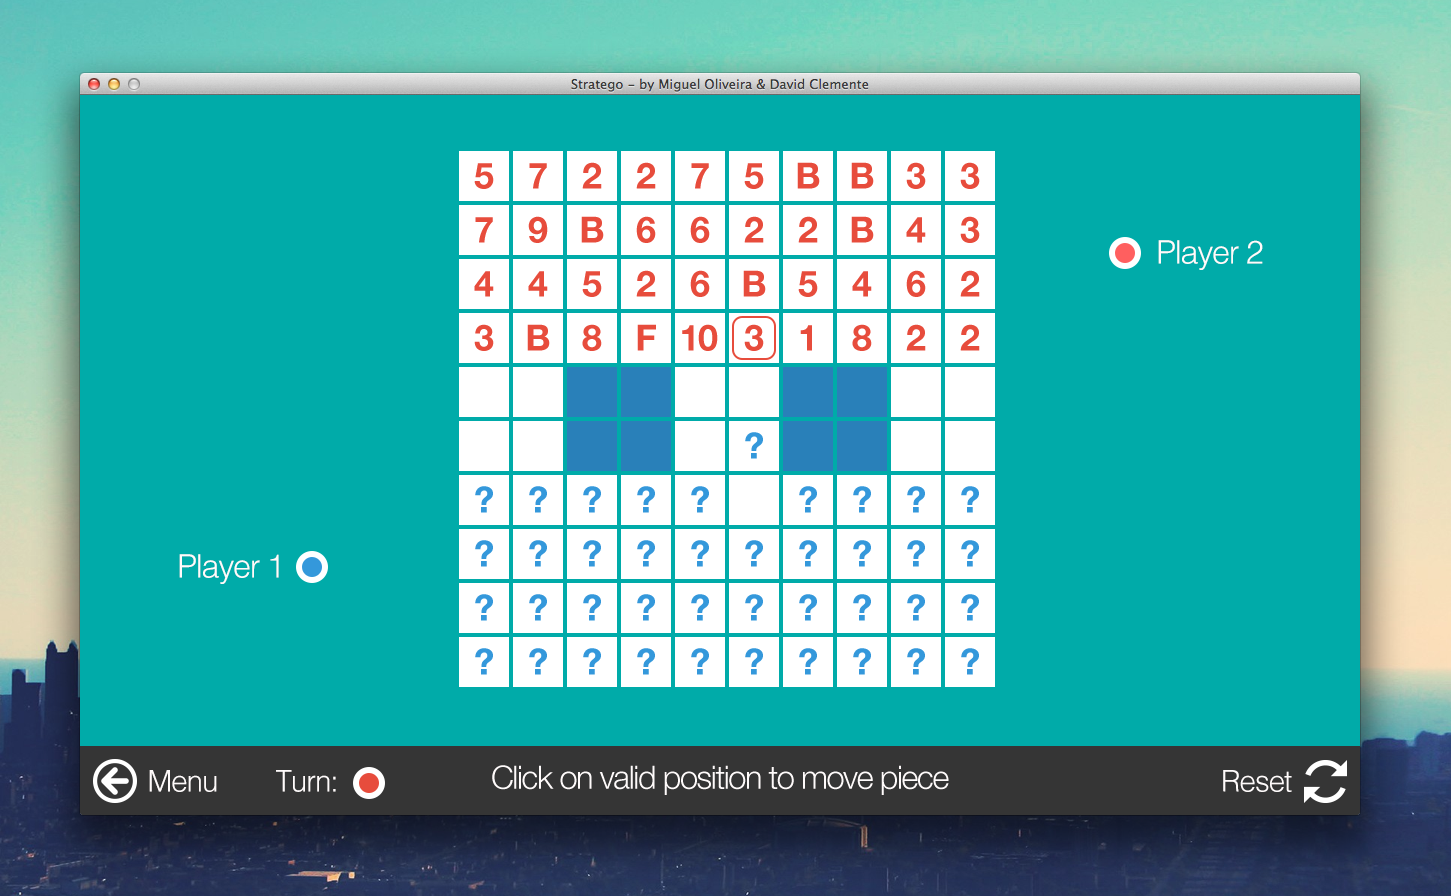 Stratego – by Miguel Oliveira & David Clemente
5 7 2 2 7 5 B B 3 3
7 9 B 6 6 2 2 B 4 3
4 4 5 2 6 B 5 4 6 2
3 B 8 F 10 3 1 8 2 2
?
? ? ? ? ? ? ? ? ?
? ? ? ? ? ? ? ? ? ?
? ? ? ? ? ? ? ? ? ?
? ? ? ? ? ? ? ? ? ?
Player 2
Player 1
Menu
Turn:
Click on valid position to move piece
Reset